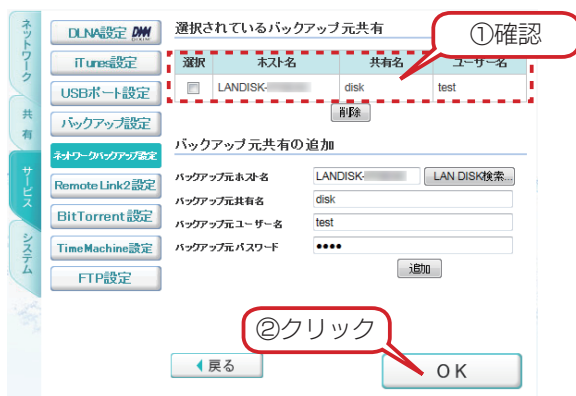 ネットワーク
共有
サービス
システム
DLNA設定
iTunes設定
USBポート設定
バックアップ設定
ネットワークバックアップ設定
Remote Link2設定
BitTorrent設定
TimeMachine設定
FTP設定
選択されているバックアップ元共有
①確認
選択 ホスト名 共有名 ユーザー名
LANDISK- disk test
削除
バックアップ元共有の追加
バックアップ元ホスト名 LANDISK- LAN DISK検索...
バックアップ元共有名 disk
バックアップ元ユーザー名 test
バックアップ元パスワード ••••
追加
②クリック
戻る
OK